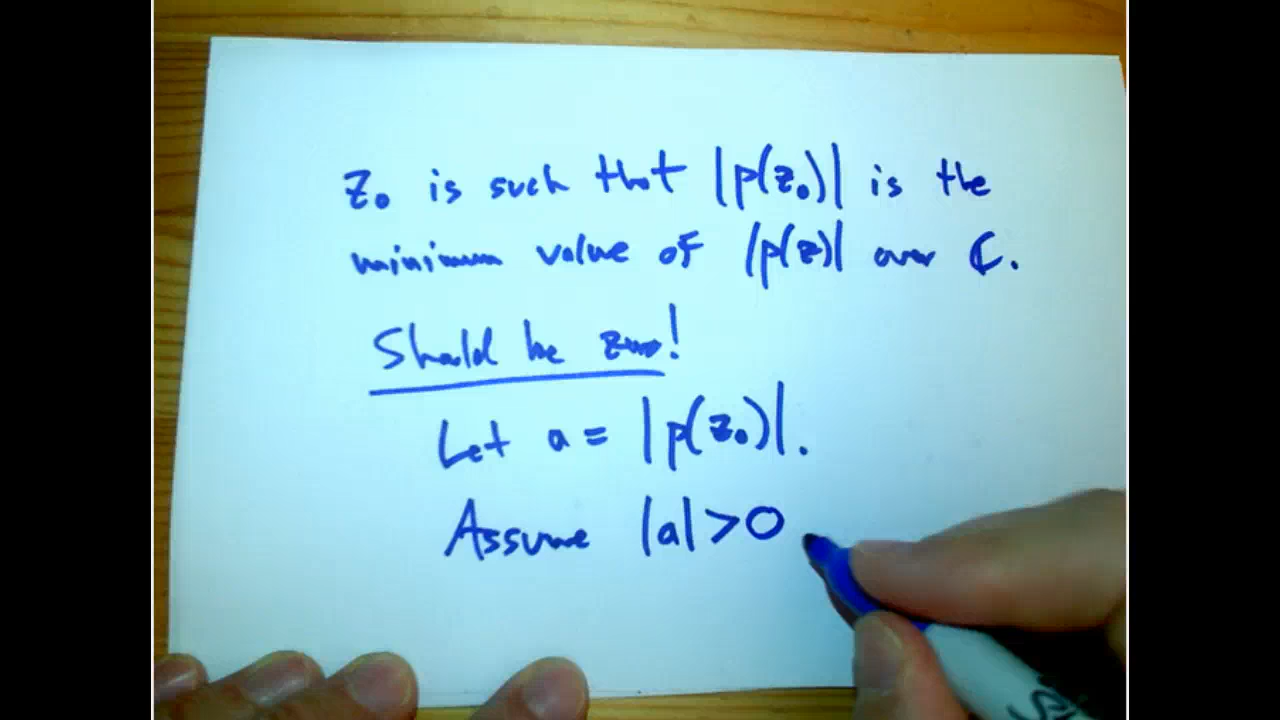 z₀ is such that |p(z₀)| is the
minimum value of |p(z)| over ℂ.
Should be zero!
Let a = |p(z₀)|.
Assume |a| > 0